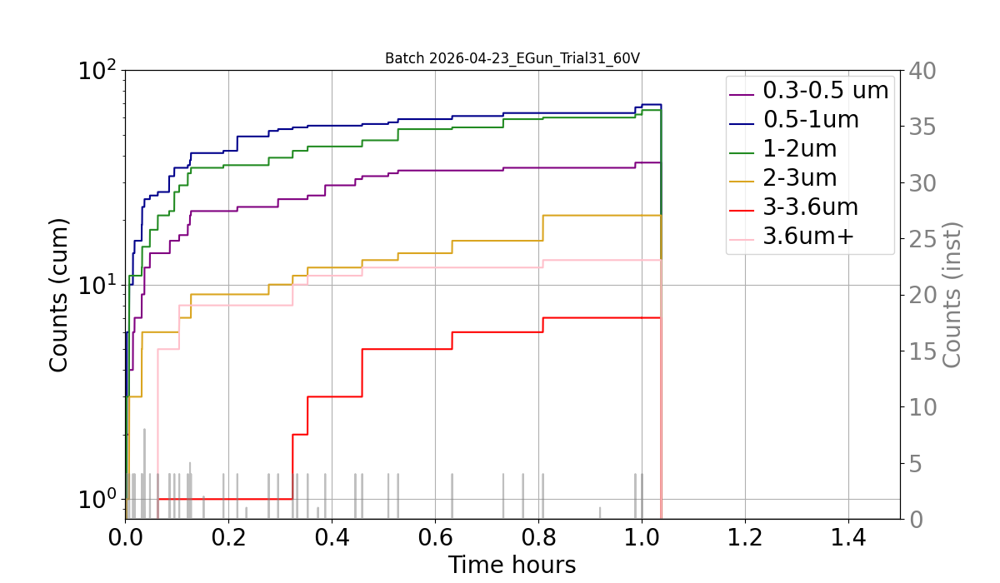 Batch 2026-04-23_EGun_Trial31_60V
10²
10¹
10⁰
Counts (cum)
0.3-0.5 um
0.5-1um
1-2um
2-3um
3-3.6um
3.6um+
40
35
30
25
20
15
10
5
0
Counts (inst)
0.0
0.2
0.4
0.6
0.8
1.0
1.2
1.4
Time hours